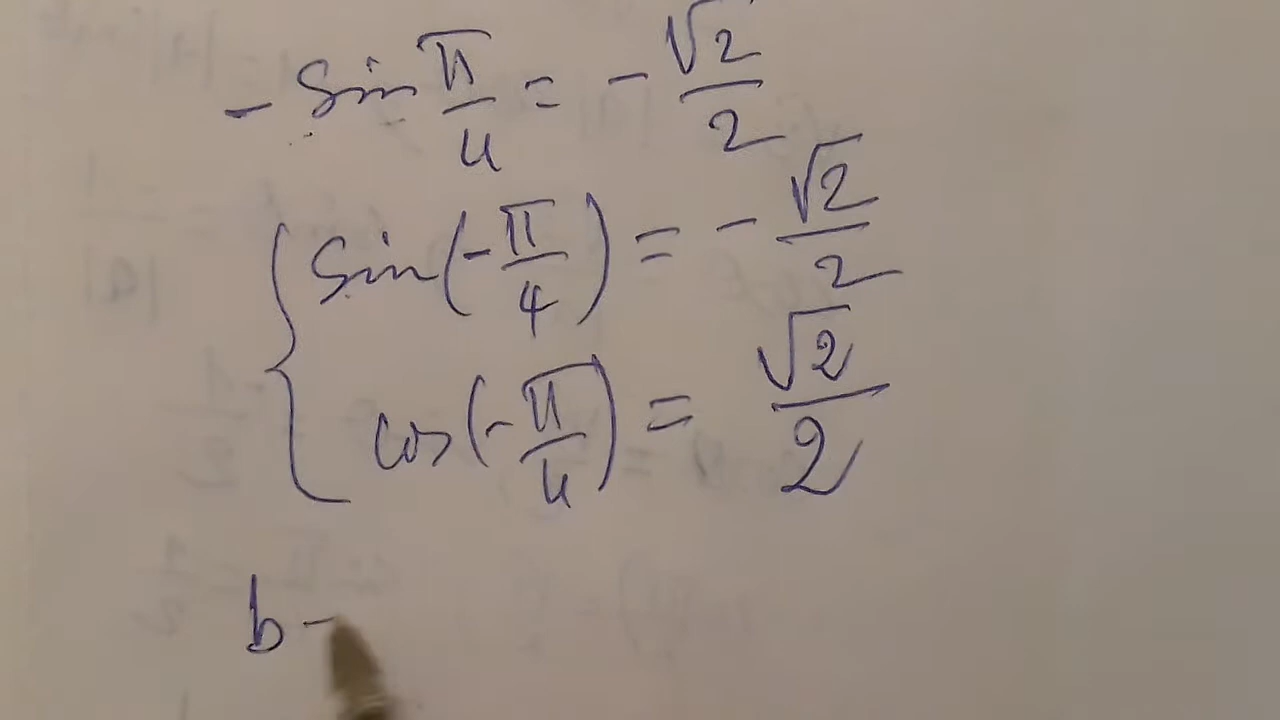 - sin π/4 = - √2/2
{ sin(-π/4) = - √2/2
cos(-π/4) = √2/2
b -